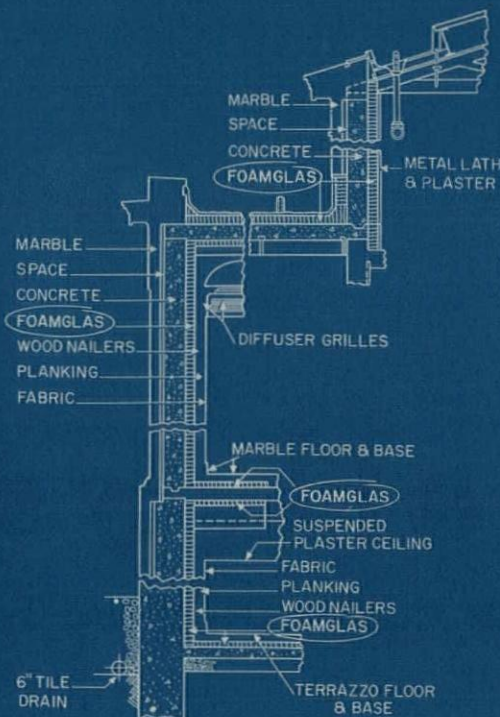 MARBLE
SPACE
CONCRETE
FOAMGLAS
METAL LATH
& PLASTER
MARBLE
SPACE
CONCRETE
FOAMGLAS
WOOD NAILERS
PLANKING
FABRIC
DIFFUSER GRILLES
MARBLE FLOOR & BASE
FOAMGLAS
SUSPENDED
PLASTER CEILING
FABRIC
PLANKING
WOOD NAILERS
FOAMGLAS
6" TILE
DRAIN
TERRAZZO FLOOR
& BASE